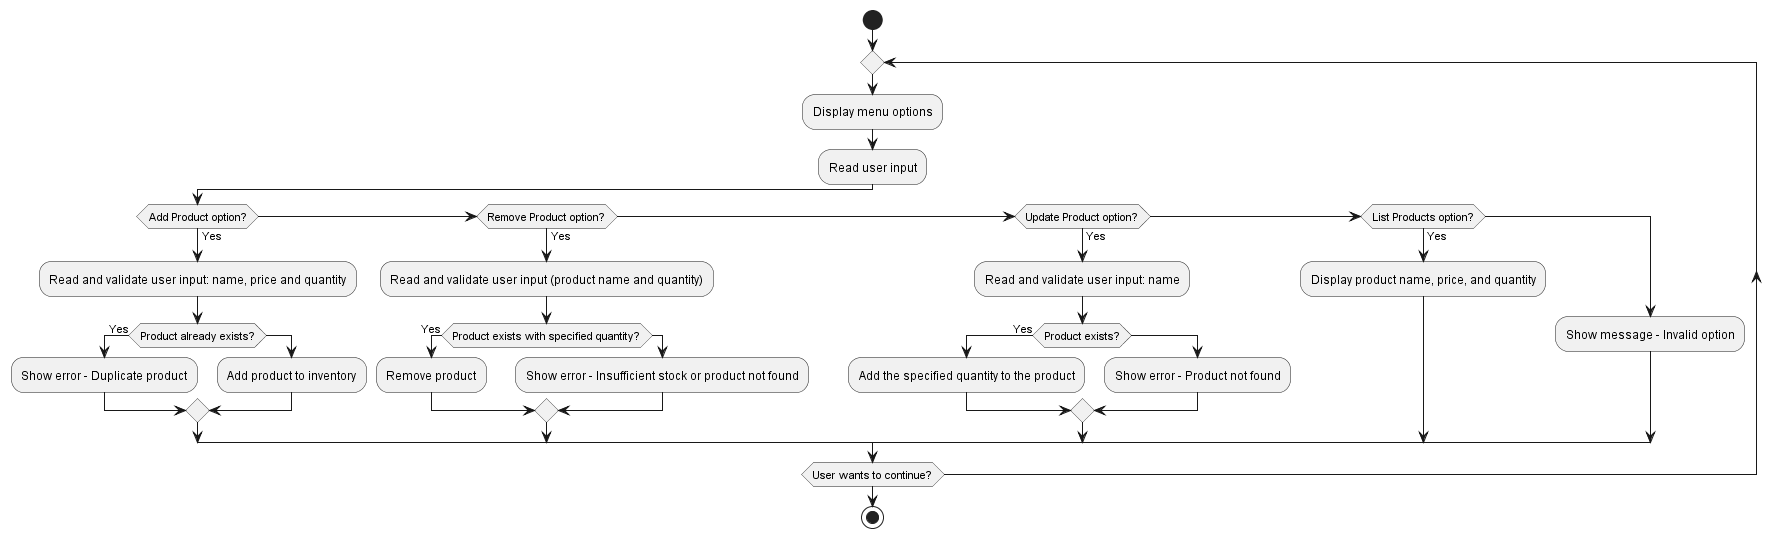 Display menu options
Read user input
Add Product option?
Remove Product option?
Update Product option?
List Products option?
Yes
Yes
Yes
Yes
Read and validate user input: name, price and quantity
Read and validate user input (product name and quantity)
Read and validate user input: name
Display product name, price, and quantity
Yes
Product already exists?
Yes
Product exists with specified quantity?
Yes
Product exists?
Show message - Invalid option
Show error - Duplicate product
Add product to inventory
Remove product
Show error - Insufficient stock or product not found
Add the specified quantity to the product
Show error - Product not found
User wants to continue?